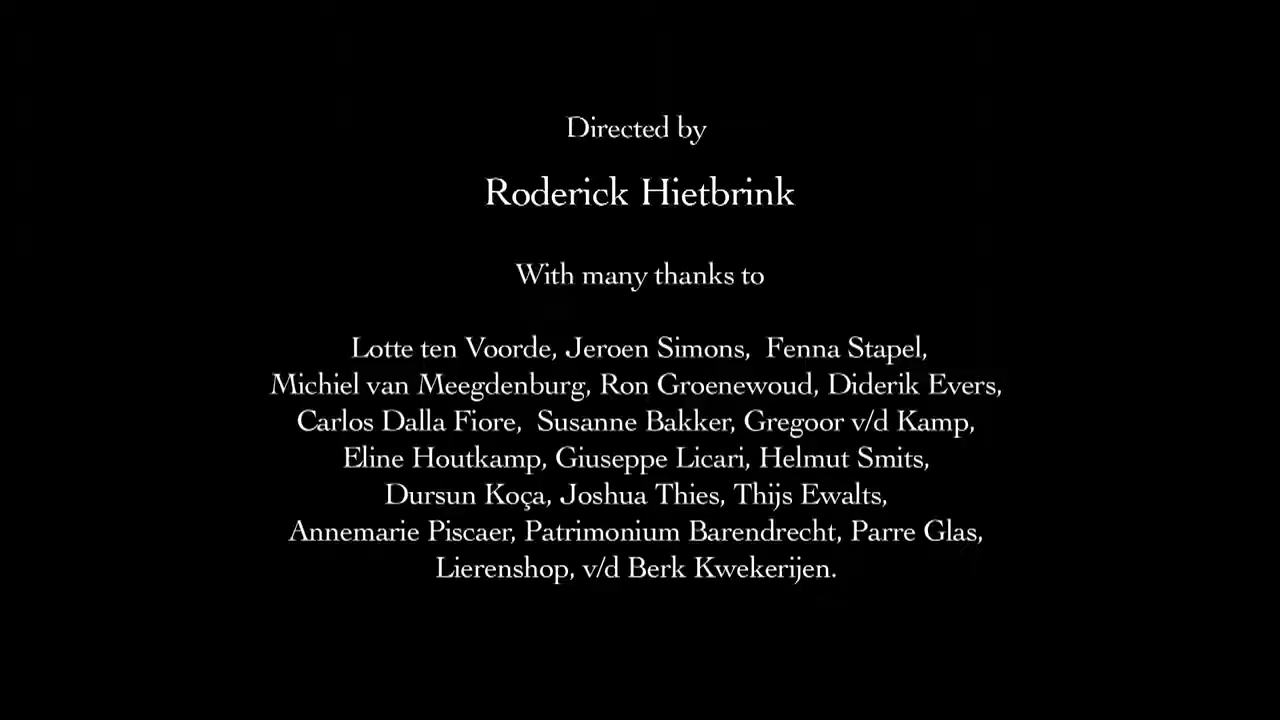 Directed by
Roderick Hietbrink
With many thanks to
Lotte ten Voorde, Jeroen Simons,  Fenna Stapel,
Michiel van Meegdenburg, Ron Groenewoud, Diderik Evers,
Carlos Dalla Fiore,  Susanne Bakker, Gregoor v/d Kamp,
Eline Houtkamp, Giuseppe Licari, Helmut Smits,
Dursun Koça, Joshua Thies, Thijs Ewalts,
Annemarie Piscaer, Patrimonium Barendrecht, Parre Glas,
Lierenshop, v/d Berk Kwekerijen.